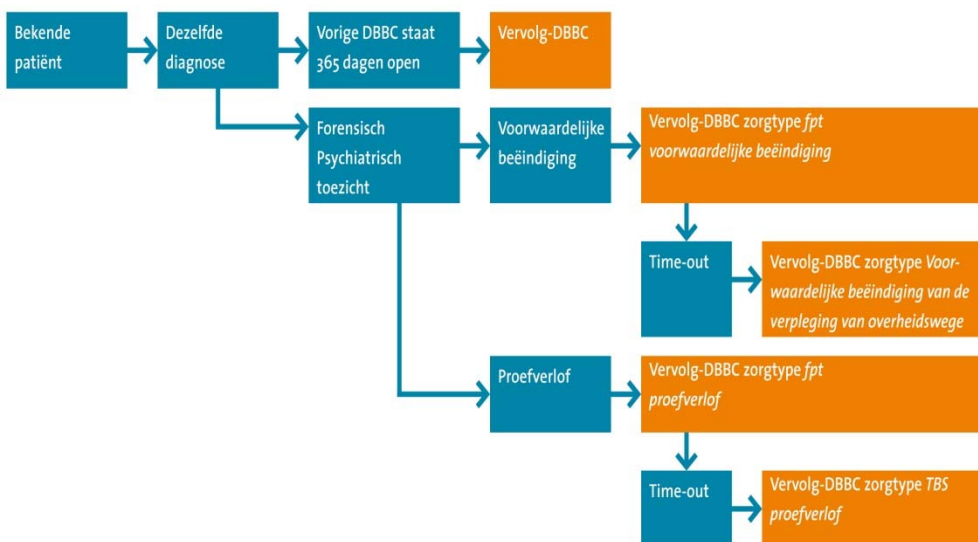 Bekende
patiënt
Dezelfde
diagnose
Vorige DBBC staat
365 dagen open
Vervolg-DBBC
Forensisch
Psychiatrisch
toezicht
Voorwaardelijke
beëindiging
Vervolg-DBBC zorgtype fpt
voorwaardelijke beëindiging
Time-out
Vervolg-DBBC zorgtype Voor-
waardelijke beëindiging van de
verpleging van overheidswege
Proefverlof
Vervolg-DBBC zorgtype fpt
proefverlof
Time-out
Vervolg-DBBC zorgtype TBS
proefverlof